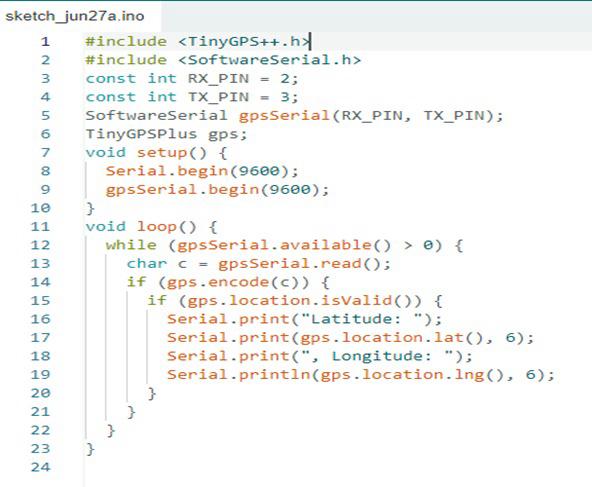 sketch_jun27a.ino
1 #include <TinyGPS++.h>
2 #include <SoftwareSerial.h>
3 const int RX_PIN = 2;
4 const int TX_PIN = 3;
5 SoftwareSerial gpsSerial(RX_PIN, TX_PIN);
6 TinyGPSPlus gps;
7 void setup() {
8 Serial.begin(9600);
9 gpsSerial.begin(9600);
10 }
11 void loop() {
12 while (gpsSerial.available() > 0) {
13 char c = gpsSerial.read();
14 if (gps.encode(c)) {
15 if (gps.location.isValid()) {
16 Serial.print("Latitude: ");
17 Serial.print(gps.location.lat(), 6);
18 Serial.print(", Longitude: ");
19 Serial.println(gps.location.lng(), 6);
20 }
21 }
22 }
23 }
24